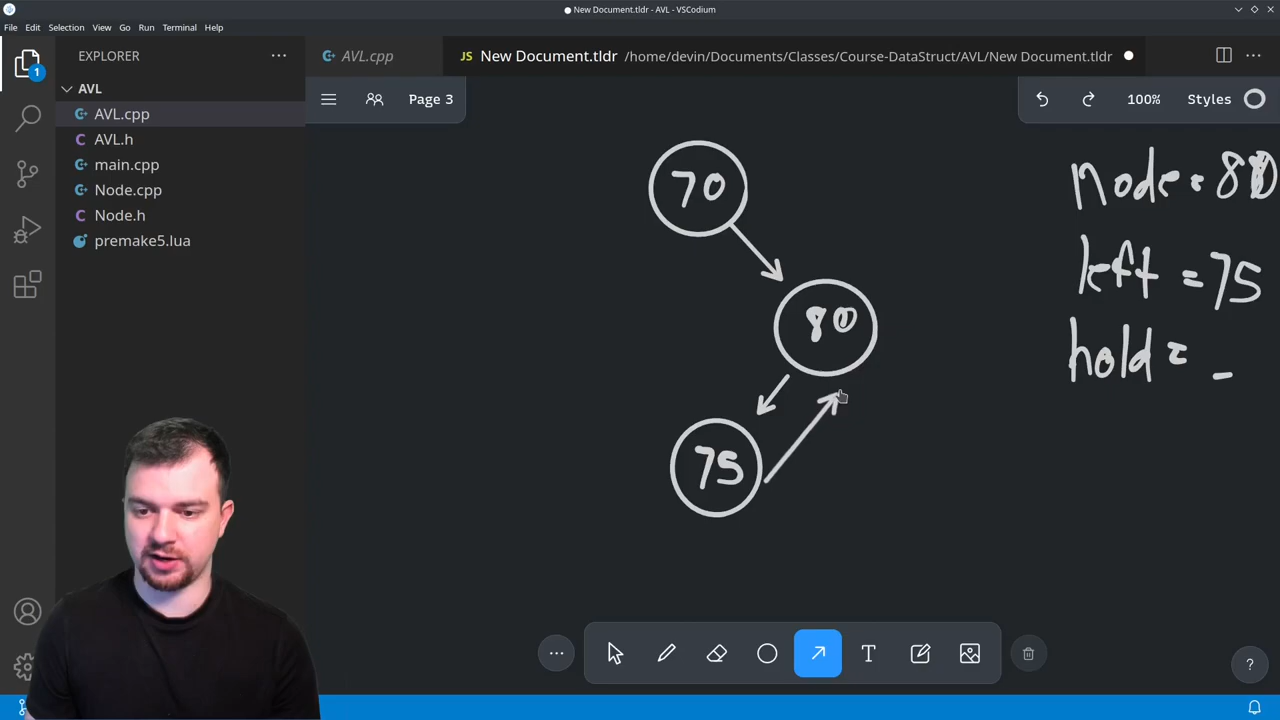 New Document.tldr - AVL - VSCodium
File Edit Selection View Go Run Terminal Help
EXPLORER
AVL.cpp
JS New Document.tldr /home/devin/Documents/Classes/Course-DataStruct/AVL/New Document.tldr
1
AVL
AVL.cpp
C AVL.h
main.cpp
Node.cpp
C Node.h
premake5.lua
Page 3
100% Styles
70
80
75
node = 80
left = 75
hold = _
T
?